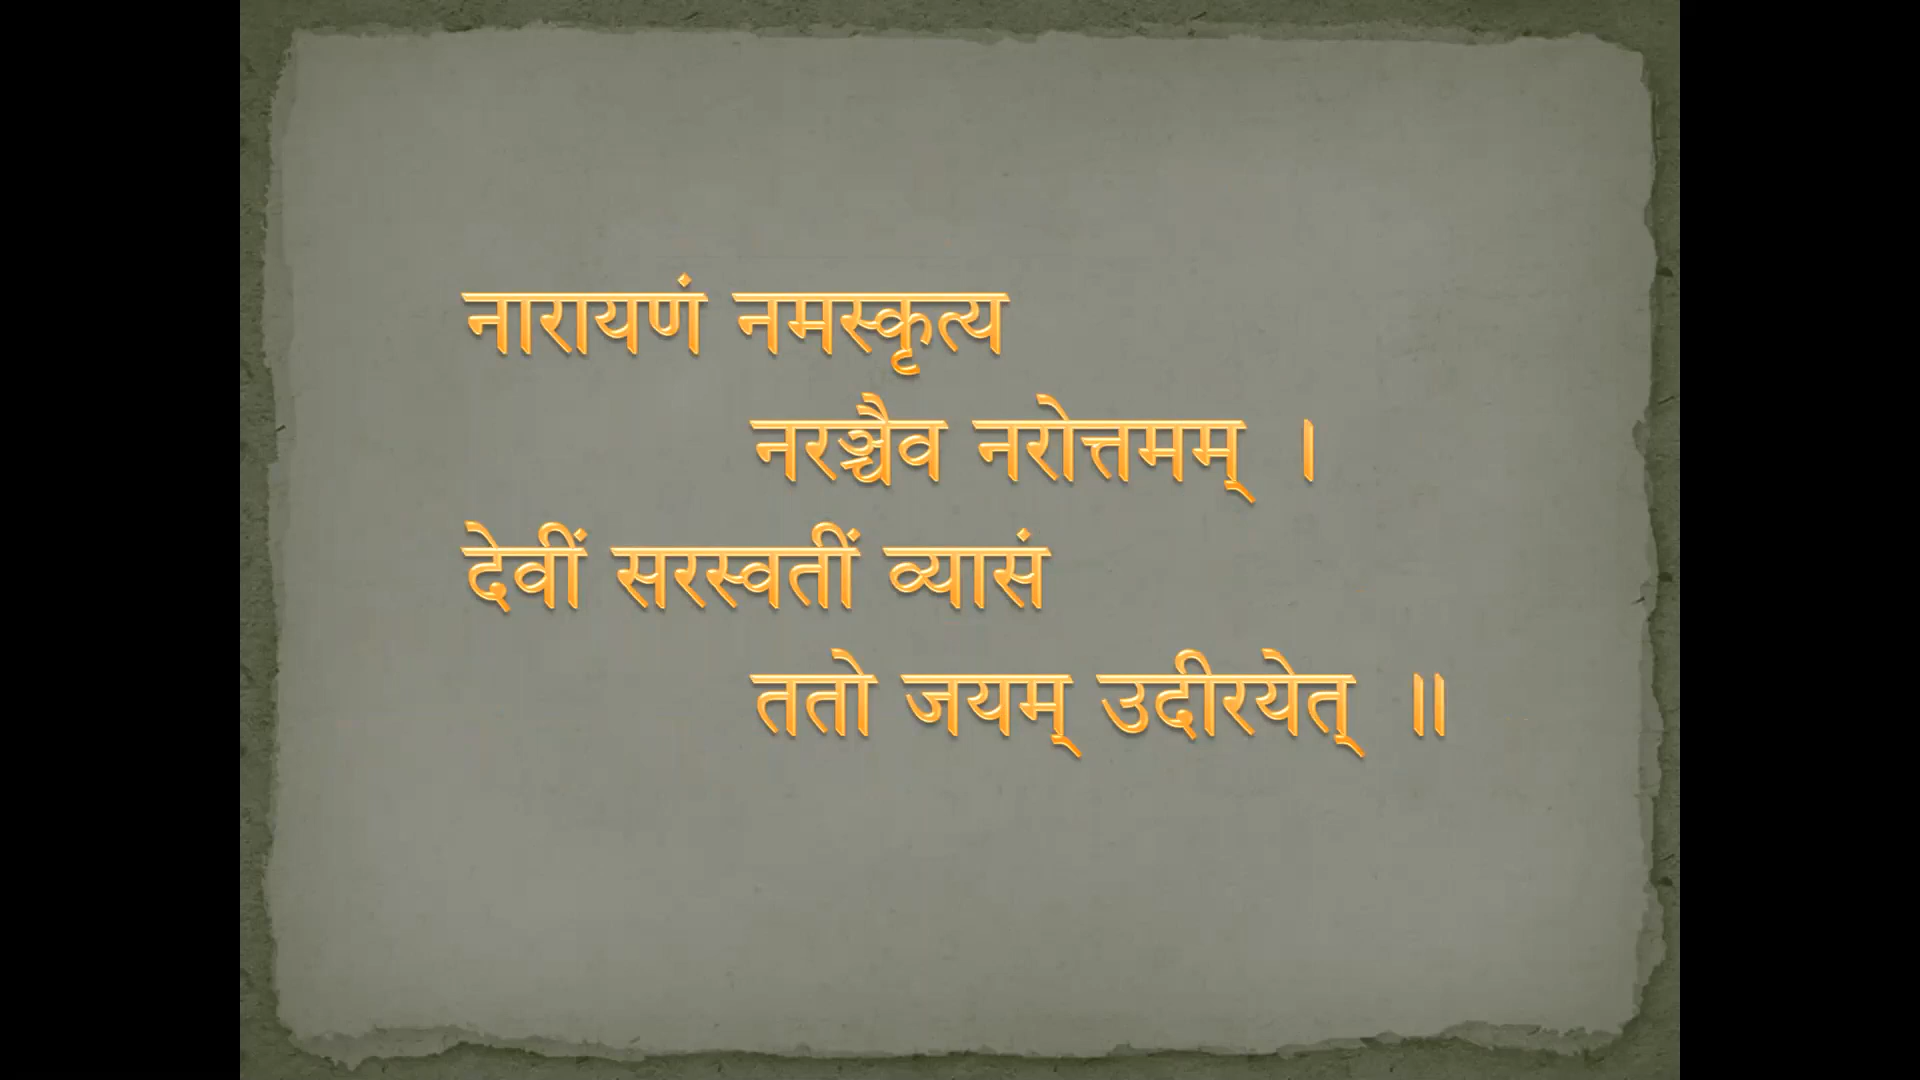 नारायणं नमस्कृत्य
नरञ्चैव नरोत्तमम् ।
देवीं सरस्वतीं व्यासं
ततो जयम् उदीरयेत् ॥